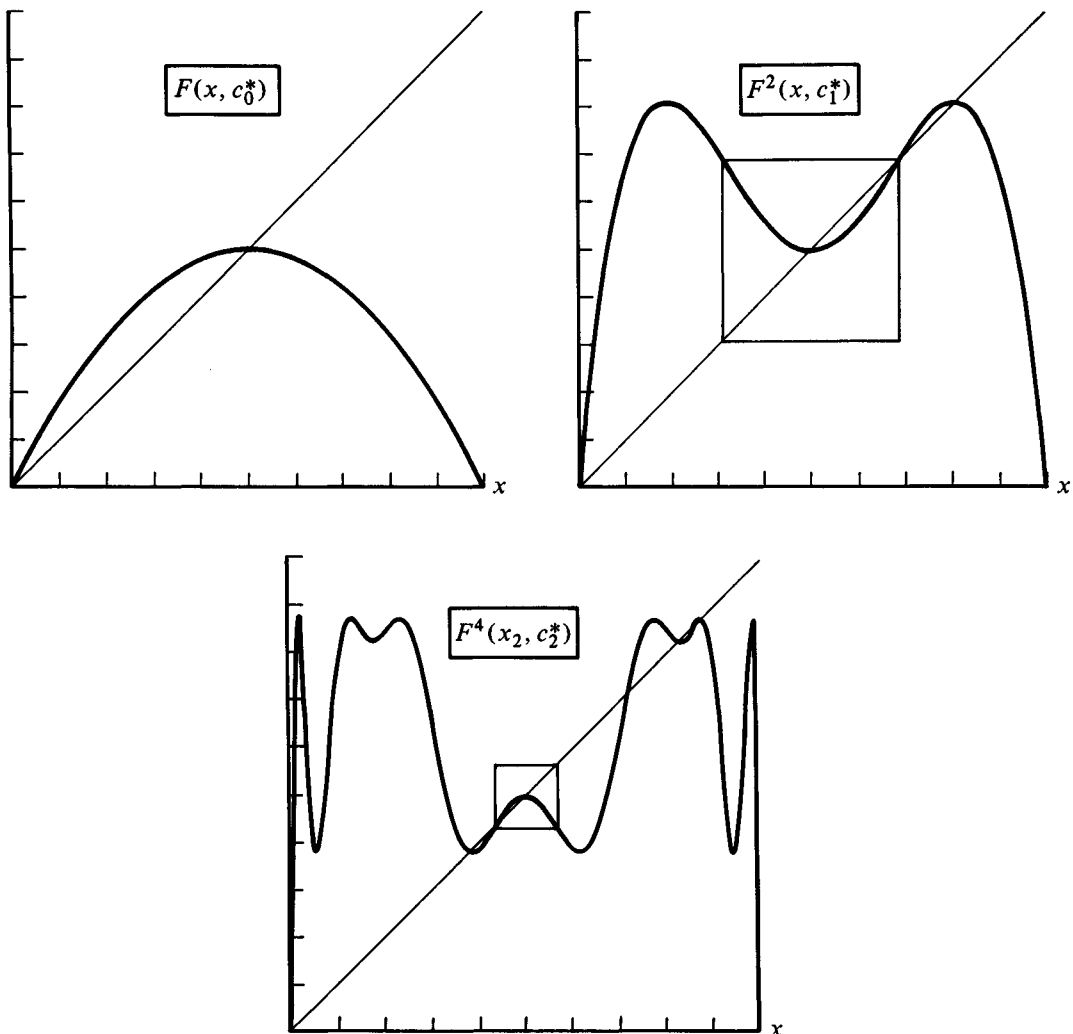 F(x, c₀*)
x
F²(x, c₁*)
x
F⁴(x₂, c₂*)
x